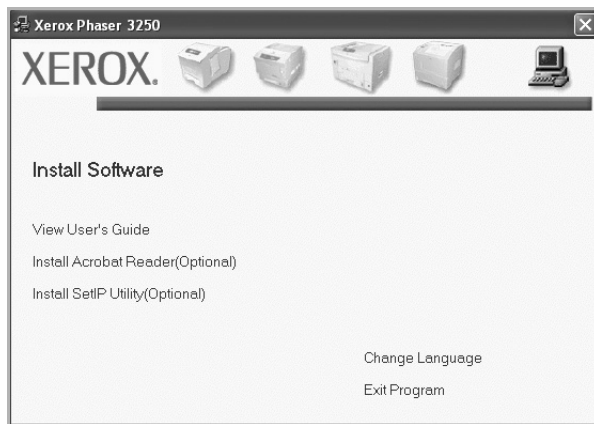 Xerox Phaser 3250
XEROX.
Install Software
View User's Guide
Install Acrobat Reader(Optional)
Install SetIP Utility(Optional)
Change Language
Exit Program